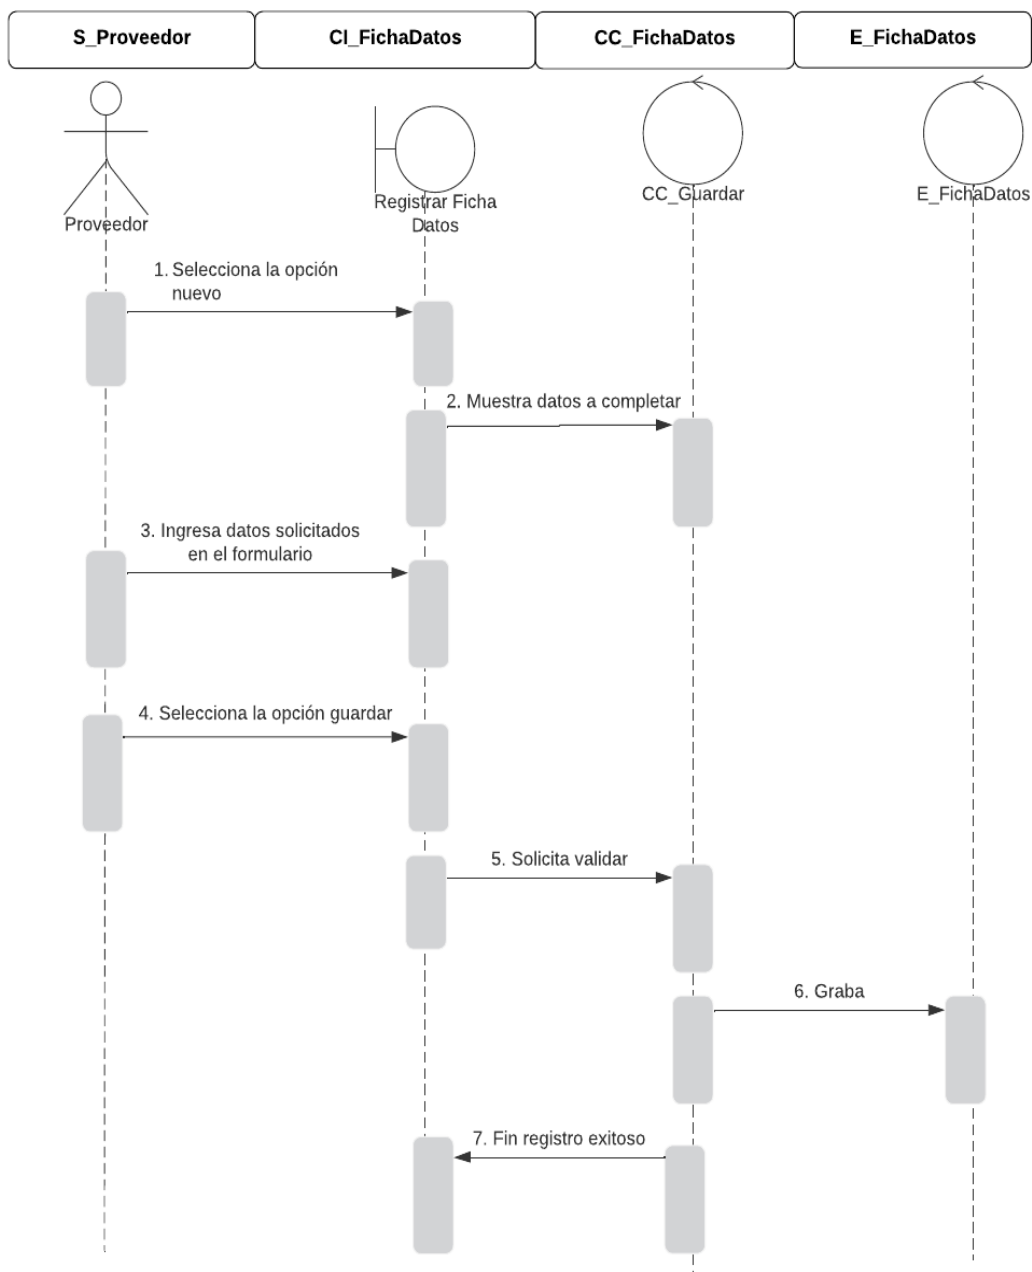 S_Proveedor
CI_FichaDatos
CC_FichaDatos
E_FichaDatos
Proveedor
Registrar Ficha
Datos
CC_Guardar
E_FichaDatos
1. Selecciona la opción
nuevo
2. Muestra datos a completar
3. Ingresa datos solicitados
en el formulario
4. Selecciona la opción guardar
5. Solicita validar
6. Graba
7. Fin registro exitoso